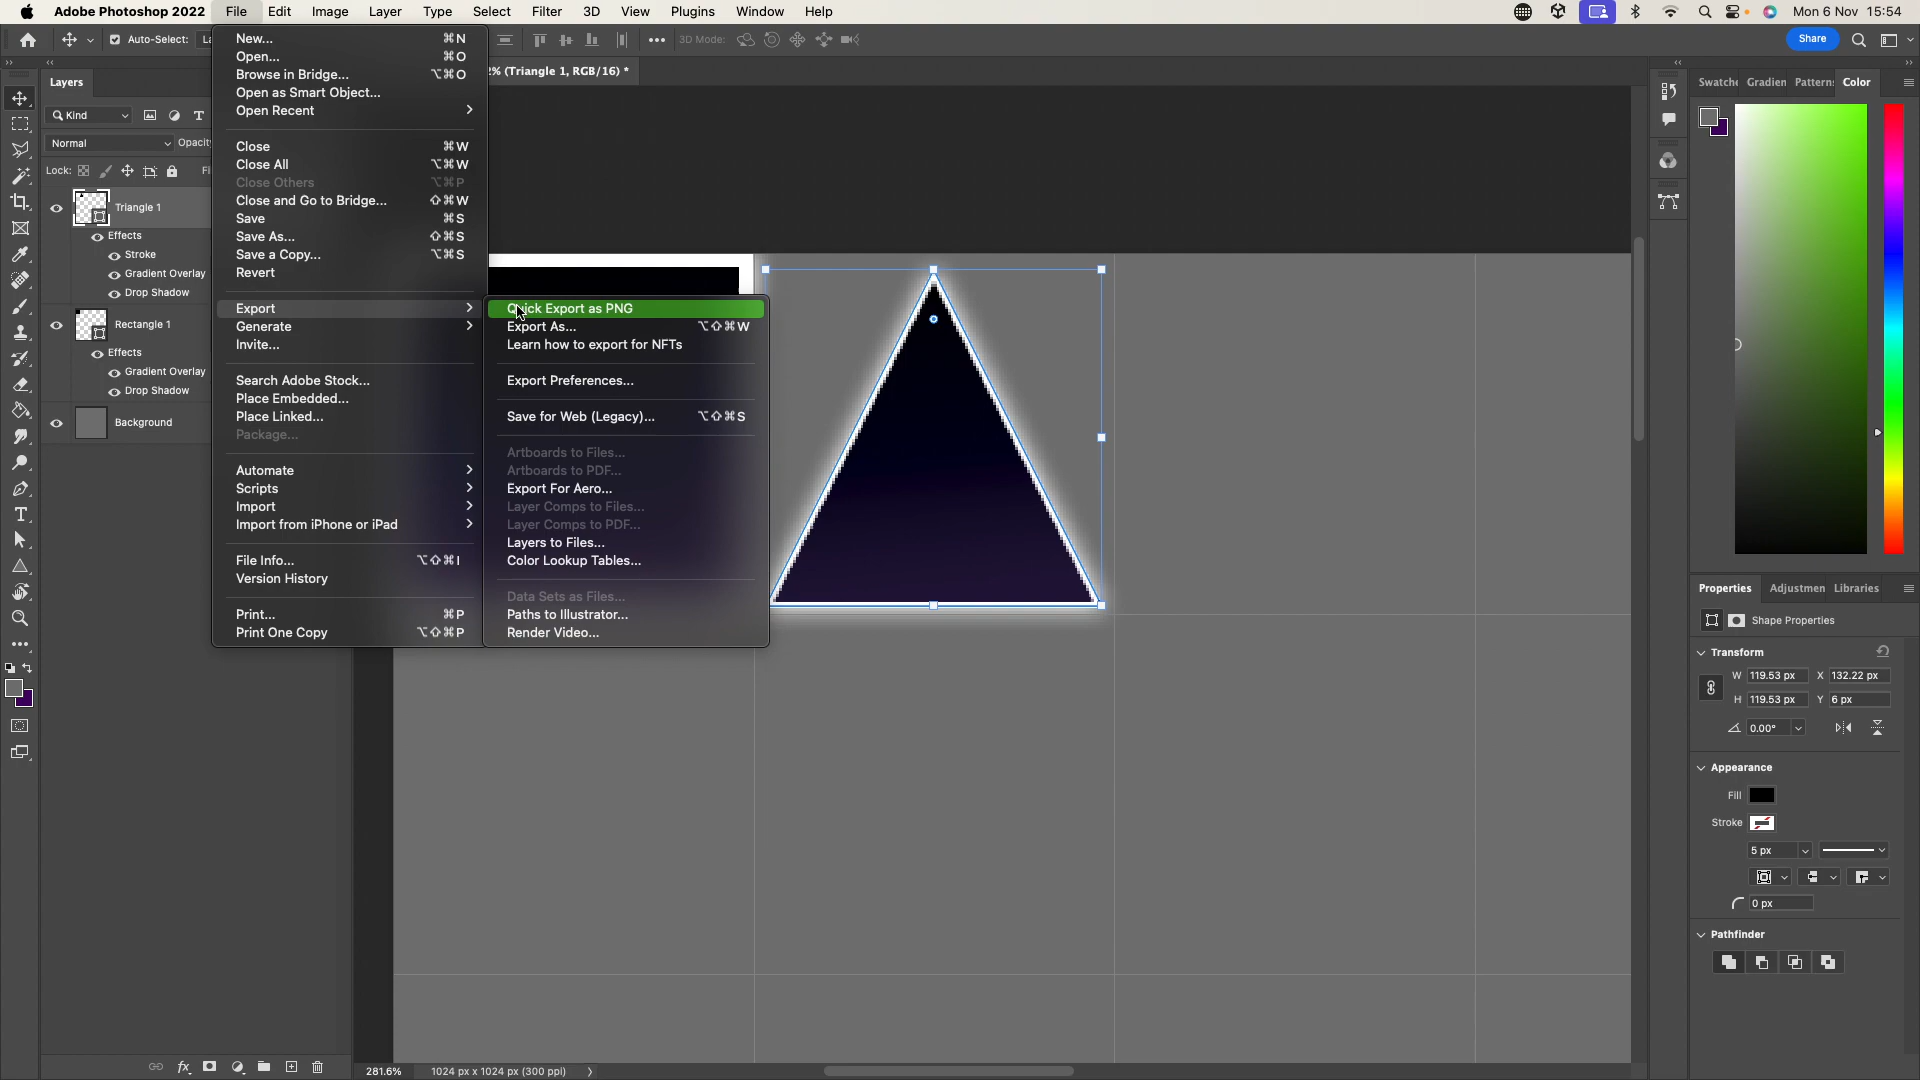 Adobe Photoshop 2022 File Edit Image Layer Type Select Filter 3D View Plugins Window Help Mon 6 Nov 15:54
Auto-Select: 3D Mode: Share
% (Triangle 1, RGB/16) *
Layers
Kind
Normal Opacity
Lock:
Triangle 1
Effects
Stroke
Gradient Overlay
Drop Shadow
Rectangle 1
Effects
Gradient Overlay
Drop Shadow
Background
New... ⌘N
Open... ⌘O
Browse in Bridge... ⌥⌘O
Open as Smart Object...
Open Recent >
Close ⌘W
Close All ⌥⌘W
Close Others ⌥⌘P
Close and Go to Bridge... ⇧⌘W
Save ⌘S
Save As... ⇧⌘S
Save a Copy... ⌥⌘S
Revert
Export >
Generate >
Invite...
Search Adobe Stock...
Place Embedded...
Place Linked...
Package...
Automate >
Scripts >
Import >
Import from iPhone or iPad >
File Info... ⌥⇧⌘I
Version History
Print... ⌘P
Print One Copy ⌥⇧⌘P
Quick Export as PNG
Export As... ⌥⇧⌘W
Learn how to export for NFTs
Export Preferences...
Save for Web (Legacy)... ⌥⇧⌘S
Artboards to Files...
Artboards to PDF...
Export For Aero...
Layer Comps to Files...
Layer Comps to PDF...
Layers to Files...
Color Lookup Tables...
Data Sets as Files...
Paths to Illustrator...
Render Video...
Swatche Gradien Pattern: Color
Properties Adjustmen Libraries
Shape Properties
Transform
W 119.53 px X 132.22 px
H 119.53 px Y 6 px
0.00°
Appearance
Fill
Stroke
5 px
0 px
Pathfinder
281.6% 1024 px x 1024 px (300 ppi) >